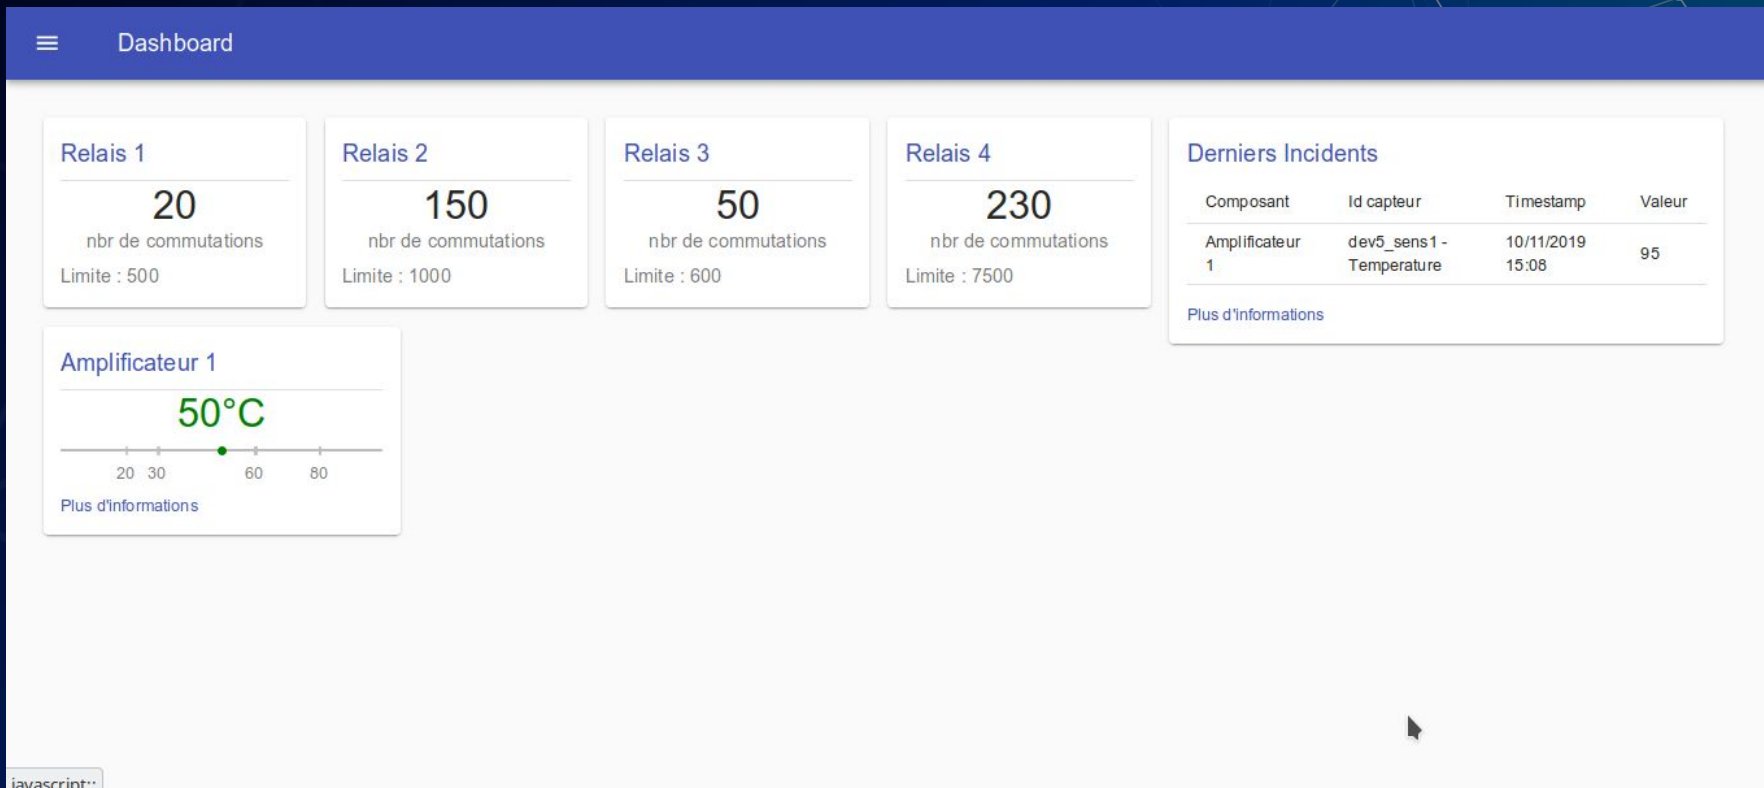 Dashboard
Relais 1
20
nbr de commutations
Limite : 500
Relais 2
150
nbr de commutations
Limite : 1000
Relais 3
50
nbr de commutations
Limite : 600
Relais 4
230
nbr de commutations
Limite : 7500
Derniers Incidents
Composant Id capteur Timestamp Valeur
Amplificateur dev5_sens1 - 10/11/2019
1 Temperature 15:08 95
Plus d'informations
Amplificateur 1
50°C
20 30 60 80
Plus d'informations
javascript:;